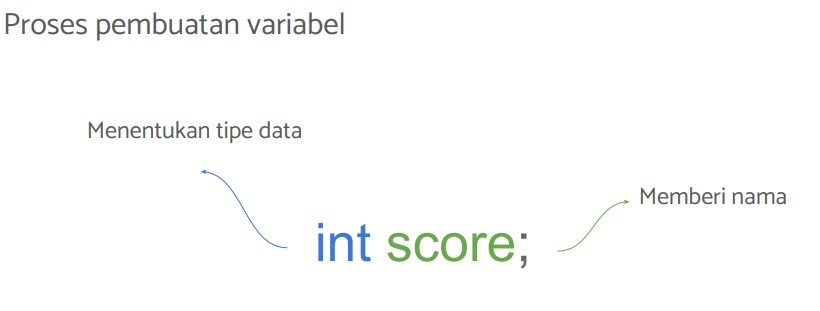 Proses pembuatan variabel
Menentukan tipe data
Memberi nama
int score;